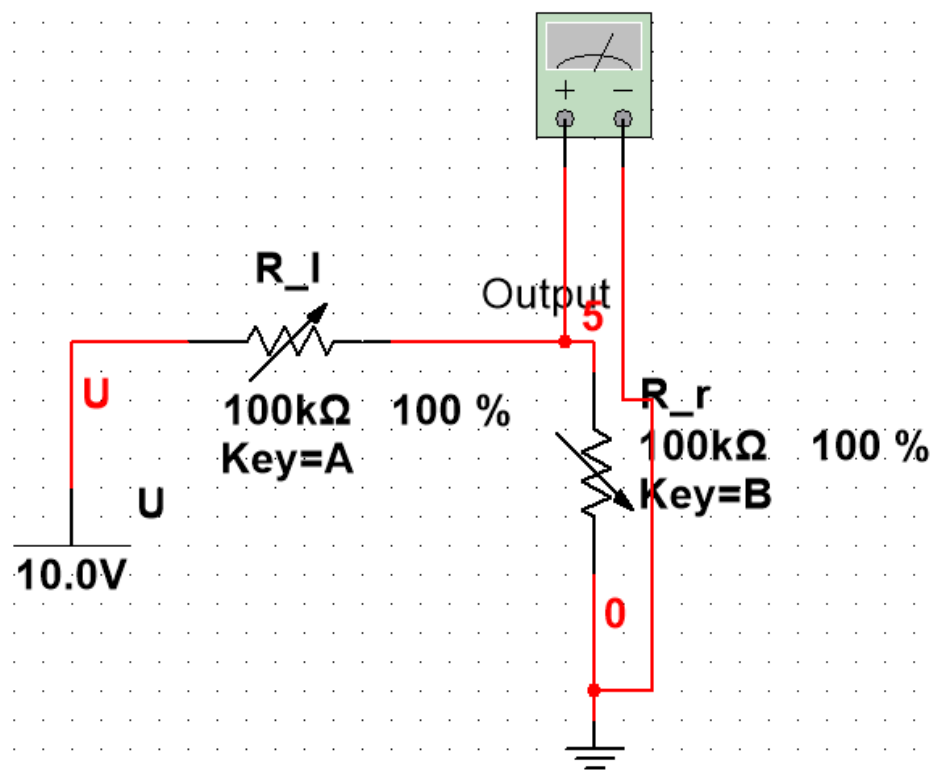 + −
R_l
Output
5
U
100kΩ 100 %
Key=A
R_r
100kΩ 100 %
Key=B
U
10.0V
0